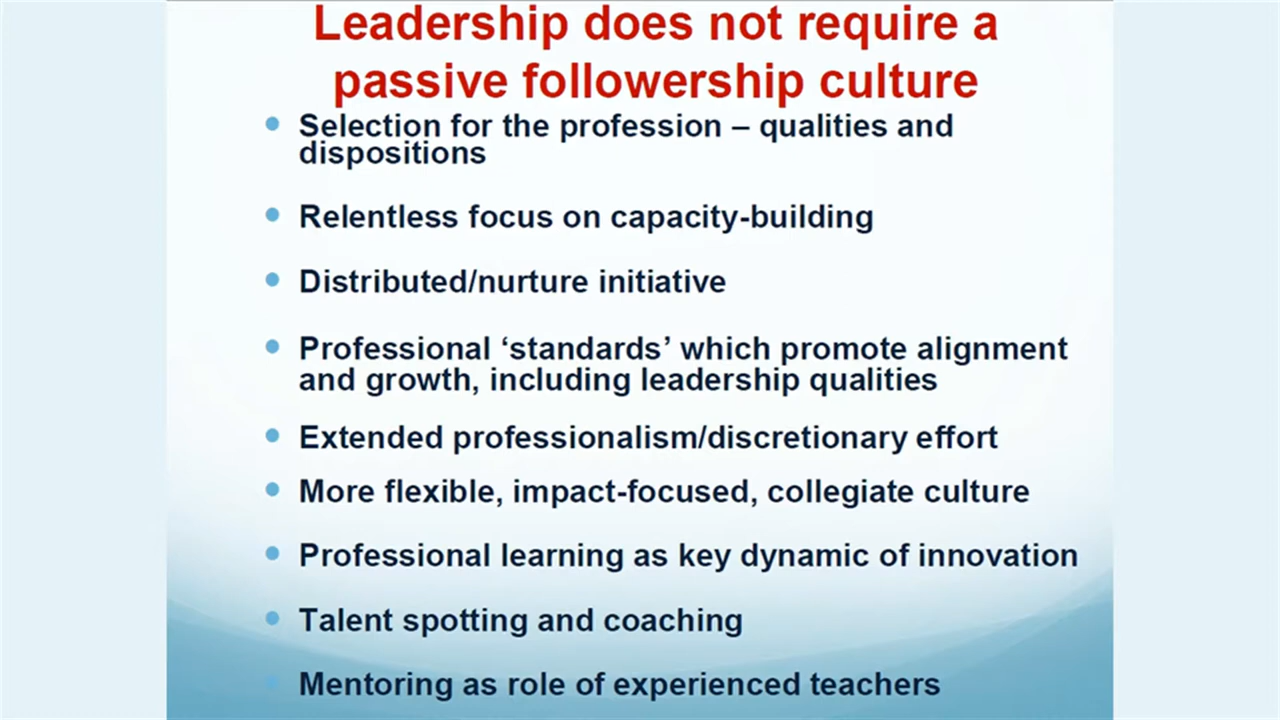 Leadership does not require a
passive followership culture
• Selection for the profession – qualities and
dispositions
• Relentless focus on capacity-building
• Distributed/nurture initiative
• Professional ‘standards’ which promote alignment
and growth, including leadership qualities
• Extended professionalism/discretionary effort
• More flexible, impact-focused, collegiate culture
• Professional learning as key dynamic of innovation
• Talent spotting and coaching
• Mentoring as role of experienced teachers